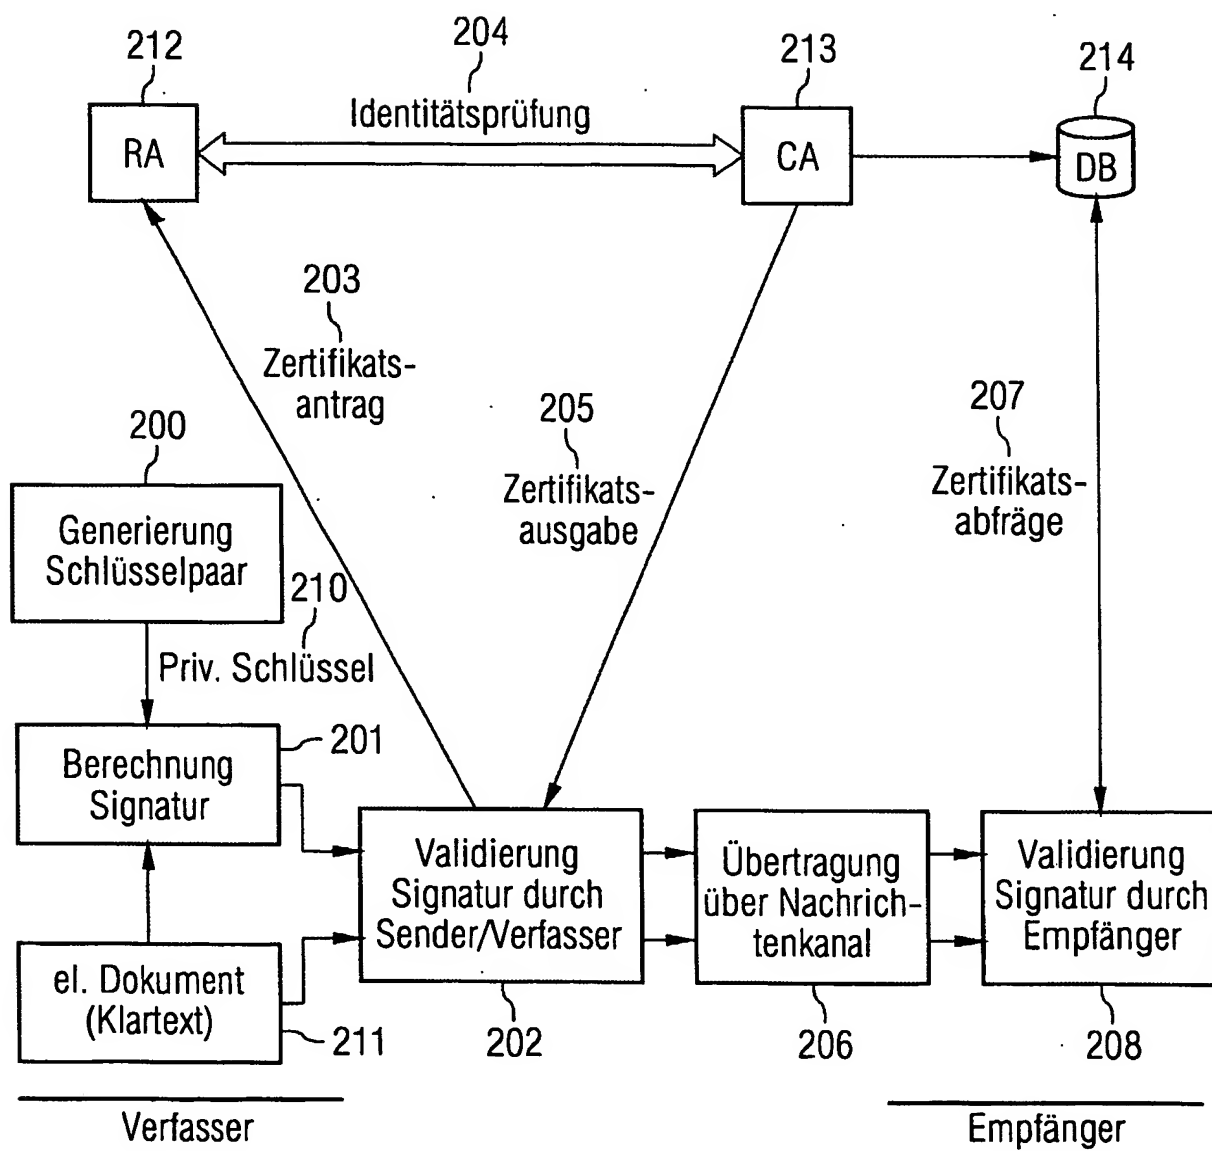 212
204
213
214
Identitätsprüfung
RA
CA
DB
203
Zertifikats-
antrag
205
Zertifikats-
ausgabe
207
Zertifikats-
abfräge
200
Generierung
Schlüsselpaar
210
Priv. Schlüssel
201
Berechnung
Signatur
el. Dokument
(Klartext)
211
Validierung
Signatur durch
Sender/Verfasser
202
Übertragung
über Nachrich-
tenkanal
206
Validierung
Signatur durch
Empfänger
208
Verfasser
Empfänger